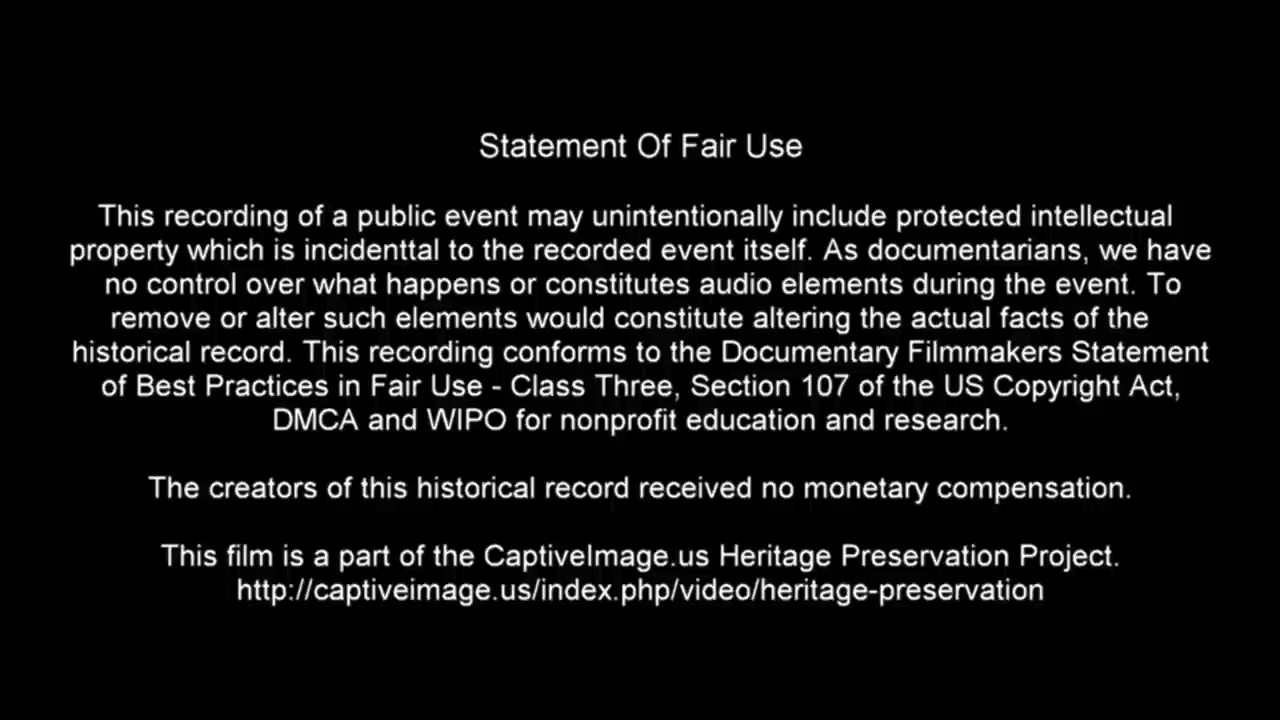 Statement Of Fair Use
This recording of a public event may unintentionally include protected intellectual
property which is incidenttal to the recorded event itself. As documentarians, we have
no control over what happens or constitutes audio elements during the event. To
remove or alter such elements would constitute altering the actual facts of the
historical record. This recording conforms to the Documentary Filmmakers Statement
of Best Practices in Fair Use - Class Three, Section 107 of the US Copyright Act,
DMCA and WIPO for nonprofit education and research.
The creators of this historical record received no monetary compensation.
This film is a part of the CaptiveImage.us Heritage Preservation Project.
http://captiveimage.us/index.php/video/heritage-preservation